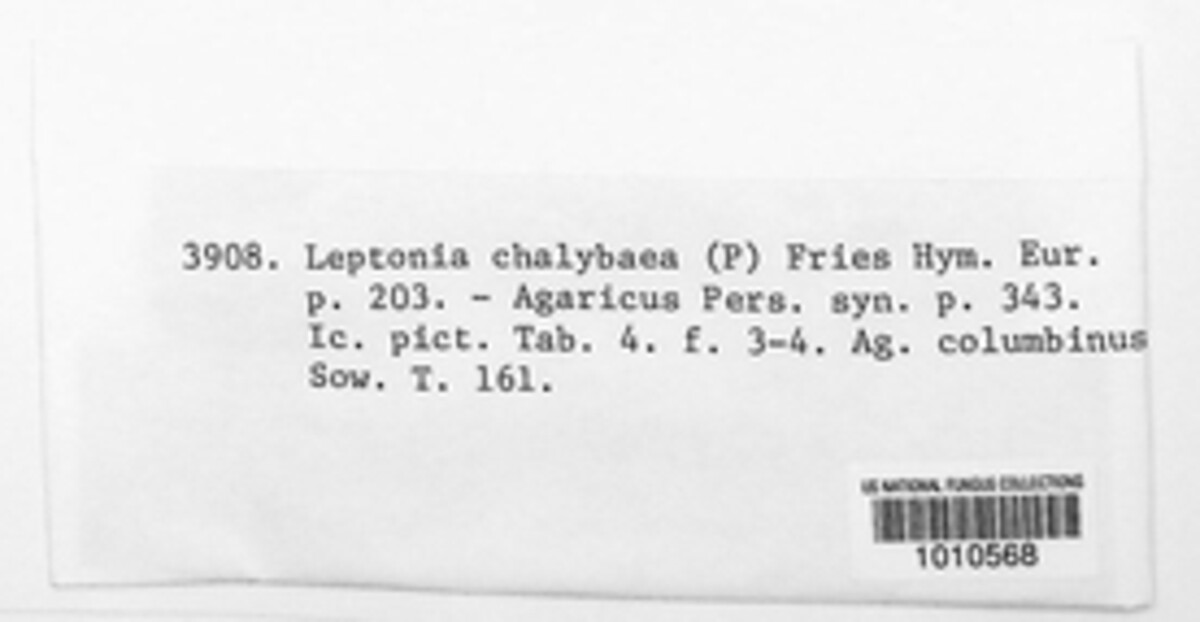 3908. Leptonia chalybaea (P) Fries Hym. Eur.
p. 203. - Agaricus Pers. syn. p. 343.
Ic. pict. Tab. 4. f. 3-4. Ag. columbinus
Sow. T. 161.
US NATIONAL FUNGUS COLLECTIONS
1010568